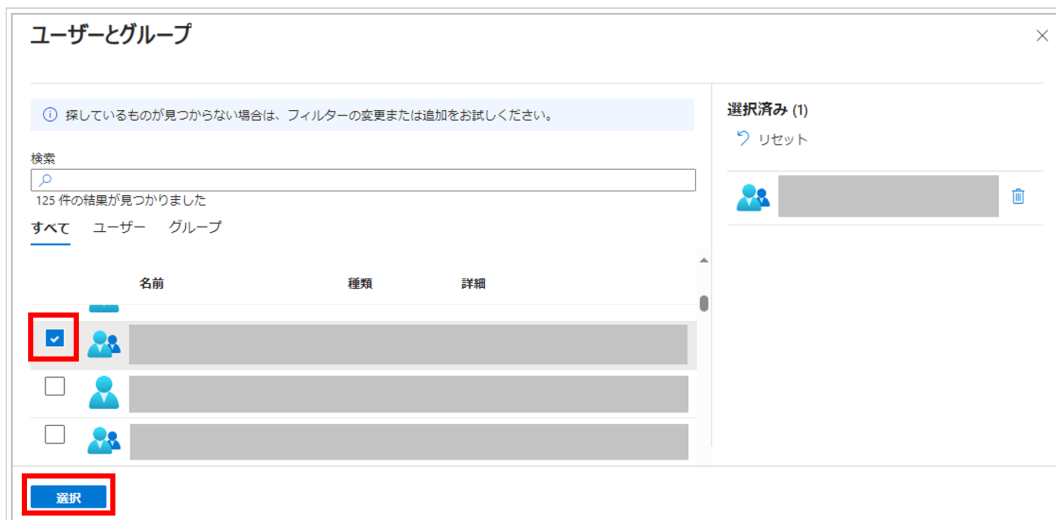 ユーザーとグループ
探しているものが見つからない場合は、フィルターの変更または追加をお試しください。
検索
125 件の結果が見つかりました
すべて ユーザー グループ
名前 種類 詳細
選択
選択済み (1)
リセット